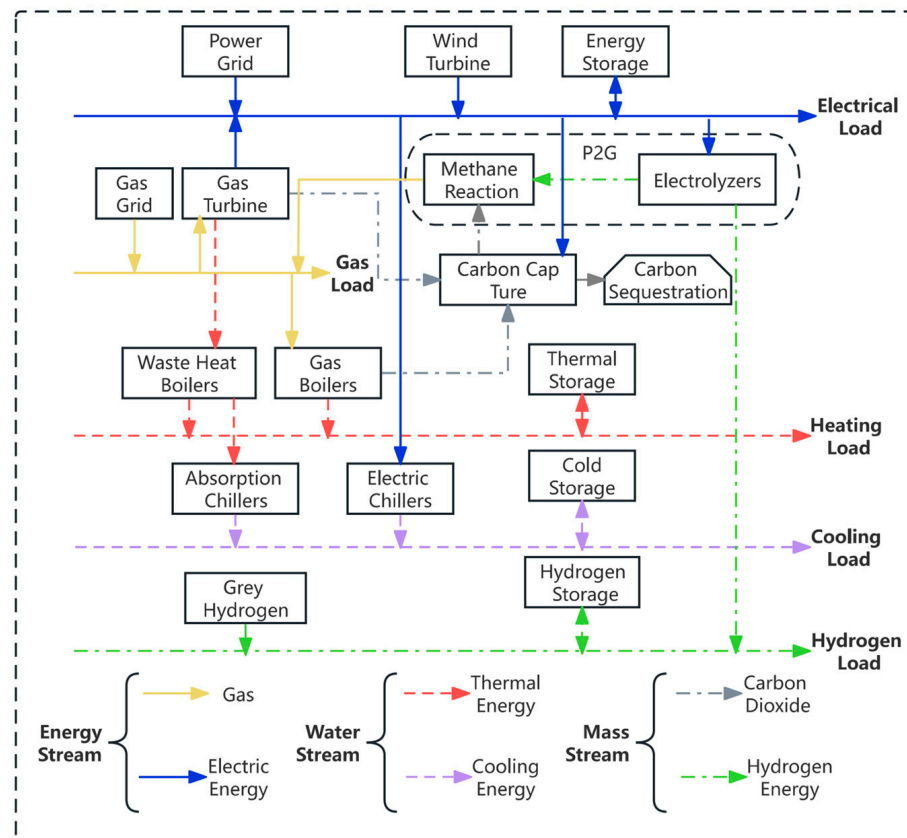 Power
Grid
Wind
Turbine
Energy
Storage
Electrical
Load
P2G
Gas
Grid
Gas
Turbine
Methane
Reaction
Electrolyzers
Gas
Load
Carbon Cap
Ture
Carbon
Sequestration
Waste Heat
Boilers
Gas
Boilers
Thermal
Storage
Heating
Load
Absorption
Chillers
Electric
Chillers
Cold
Storage
Cooling
Load
Grey
Hydrogen
Hydrogen
Storage
Hydrogen
Load
Energy
Stream
Gas
Electric
Energy
Water
Stream
Thermal
Energy
Cooling
Energy
Mass
Stream
Carbon
Dioxide
Hydrogen
Energy